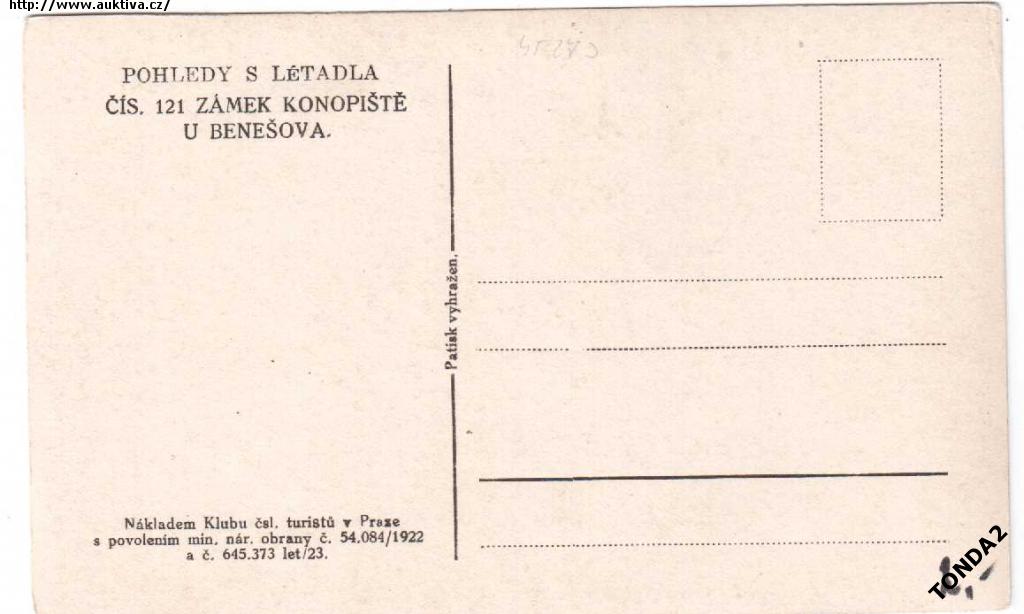 http://www.auktiva.cz/
POHLEDY S LÉTADLA
ČÍS. 121 ZÁMEK KONOPIŠTĚ
U BENEŠOVA.
Patisk vyhražen.
Nákladem Klubu čsl. turistů v Praze
s povolením min. nár. obrany č. 54.084/1922
a č. 645.373 let/23.
TONDA2